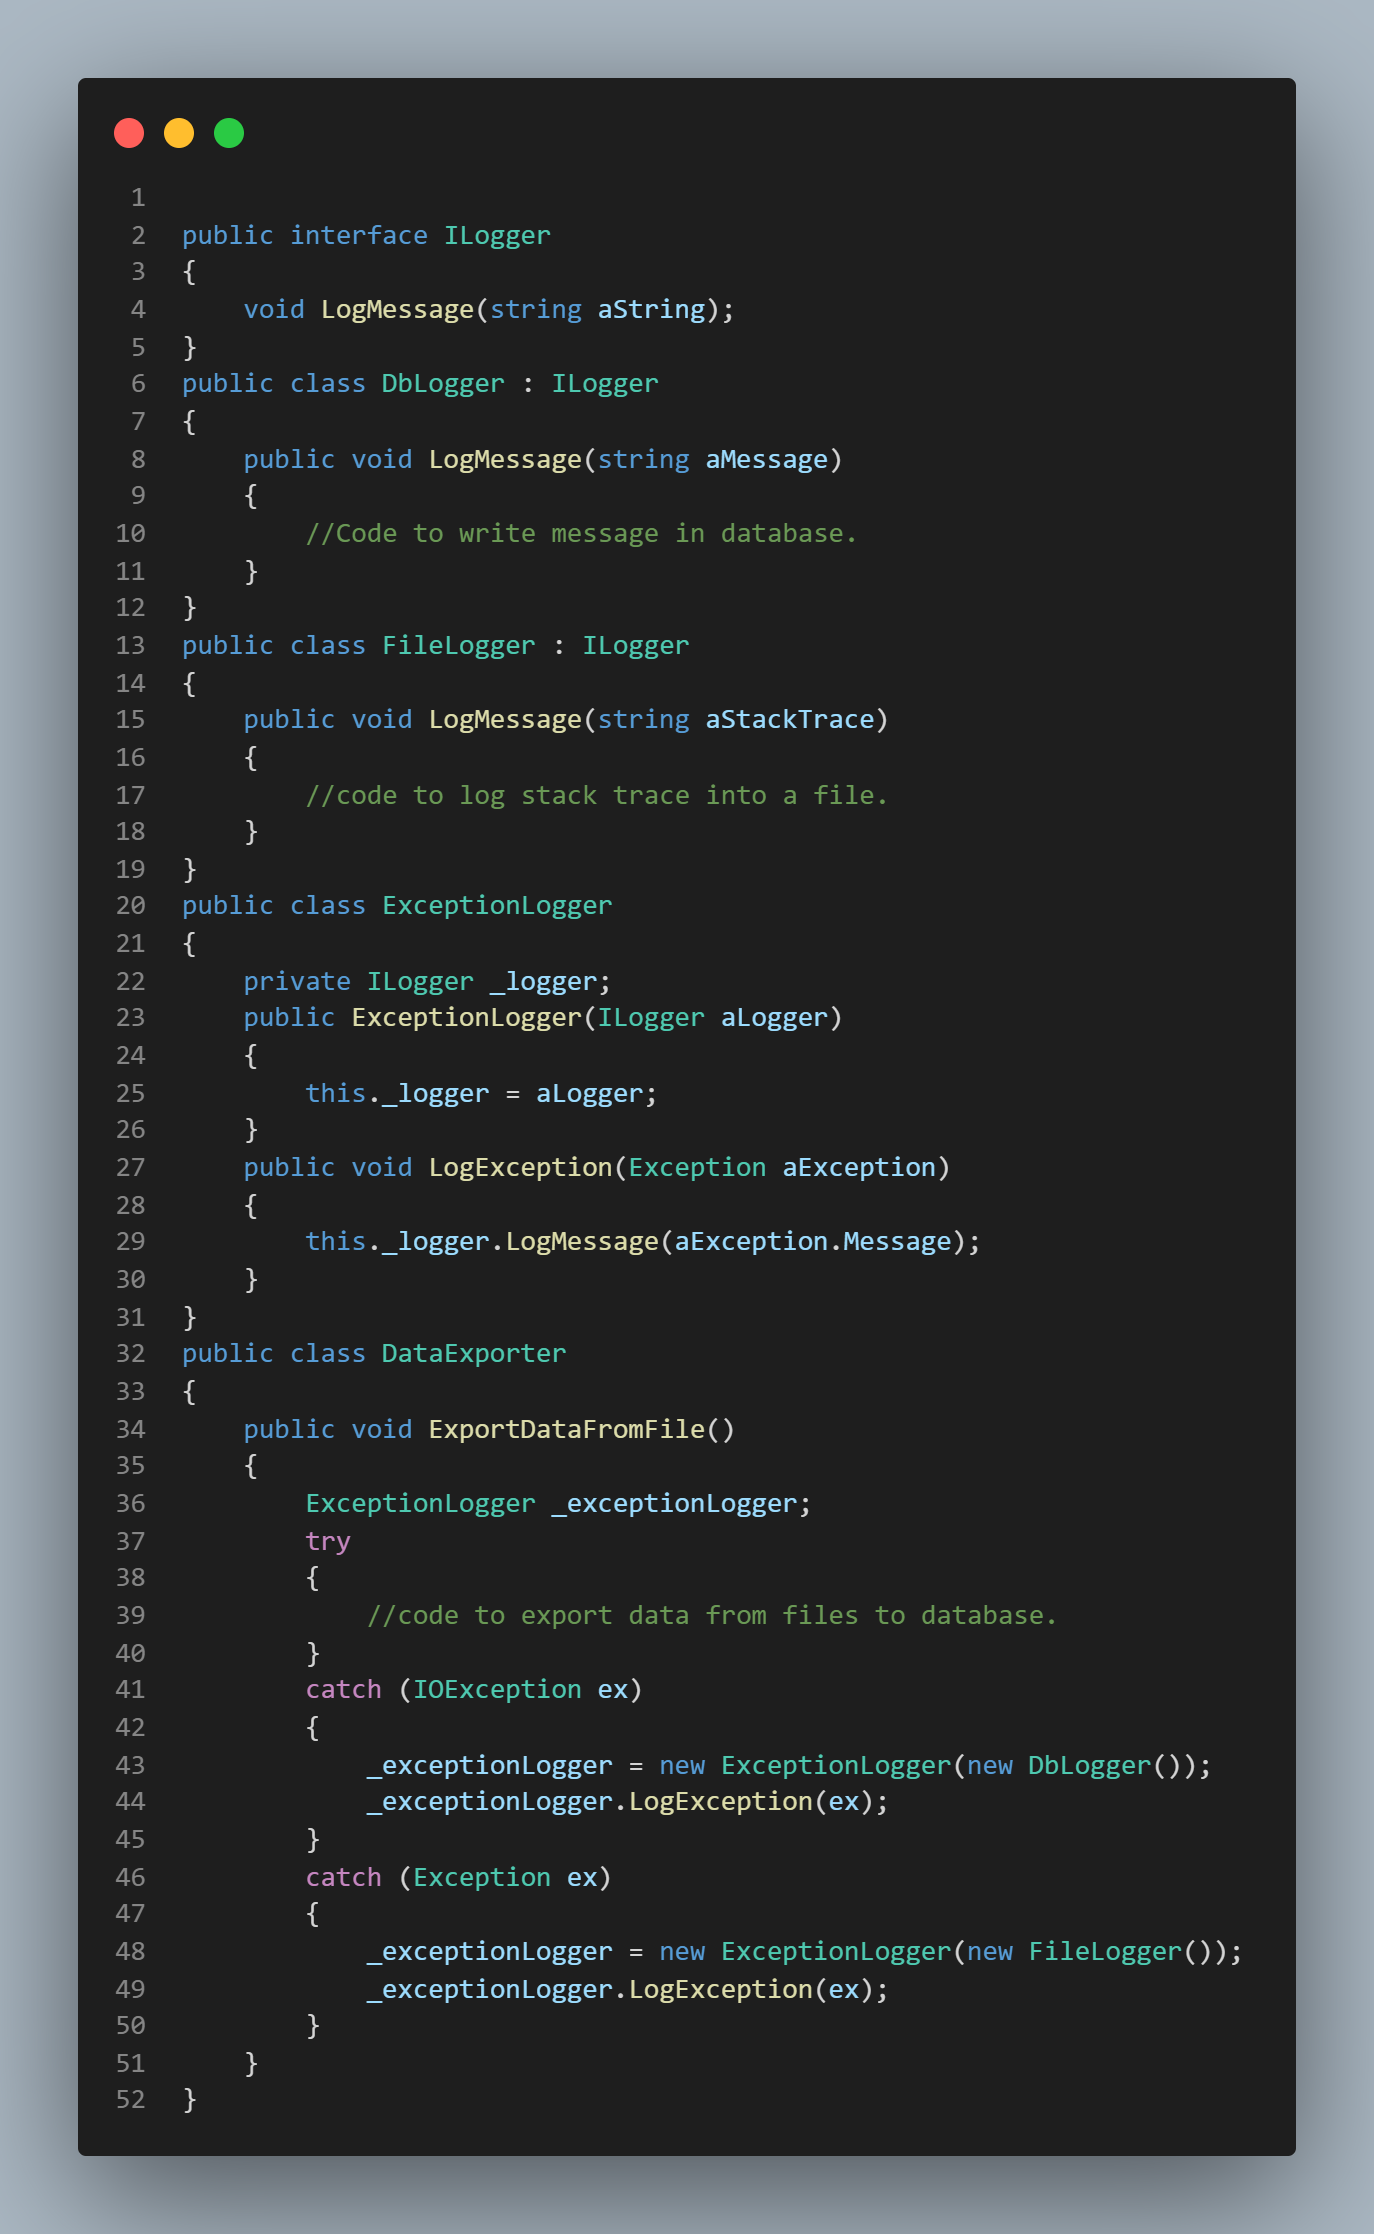 1
2 public interface ILogger
3 {
4     void LogMessage(string aString);
5 }
6 public class DbLogger : ILogger
7 {
8     public void LogMessage(string aMessage)
9     {
10         //Code to write message in database.
11     }
12 }
13 public class FileLogger : ILogger
14 {
15     public void LogMessage(string aStackTrace)
16     {
17         //code to log stack trace into a file.
18     }
19 }
20 public class ExceptionLogger
21 {
22     private ILogger _logger;
23     public ExceptionLogger(ILogger aLogger)
24     {
25         this._logger = aLogger;
26     }
27     public void LogException(Exception aException)
28     {
29         this._logger.LogMessage(aException.Message);
30     }
31 }
32 public class DataExporter
33 {
34     public void ExportDataFromFile()
35     {
36         ExceptionLogger _exceptionLogger;
37         try
38         {
39             //code to export data from files to database.
40         }
41         catch (IOException ex)
42         {
43             _exceptionLogger = new ExceptionLogger(new DbLogger());
44             _exceptionLogger.LogException(ex);
45         }
46         catch (Exception ex)
47         {
48             _exceptionLogger = new ExceptionLogger(new FileLogger());
49             _exceptionLogger.LogException(ex);
50         }
51     }
52 }